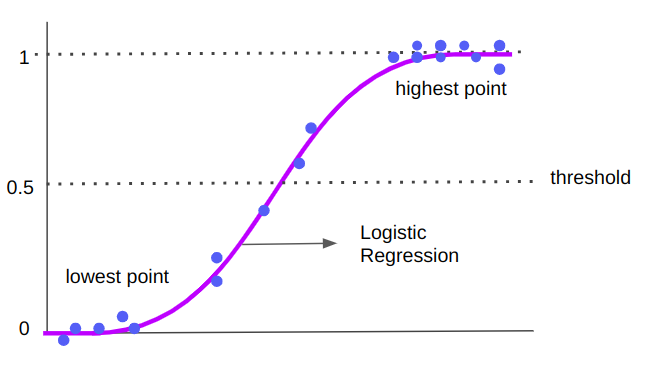 1
highest point
0.5
threshold
Logistic
Regression
lowest point
0